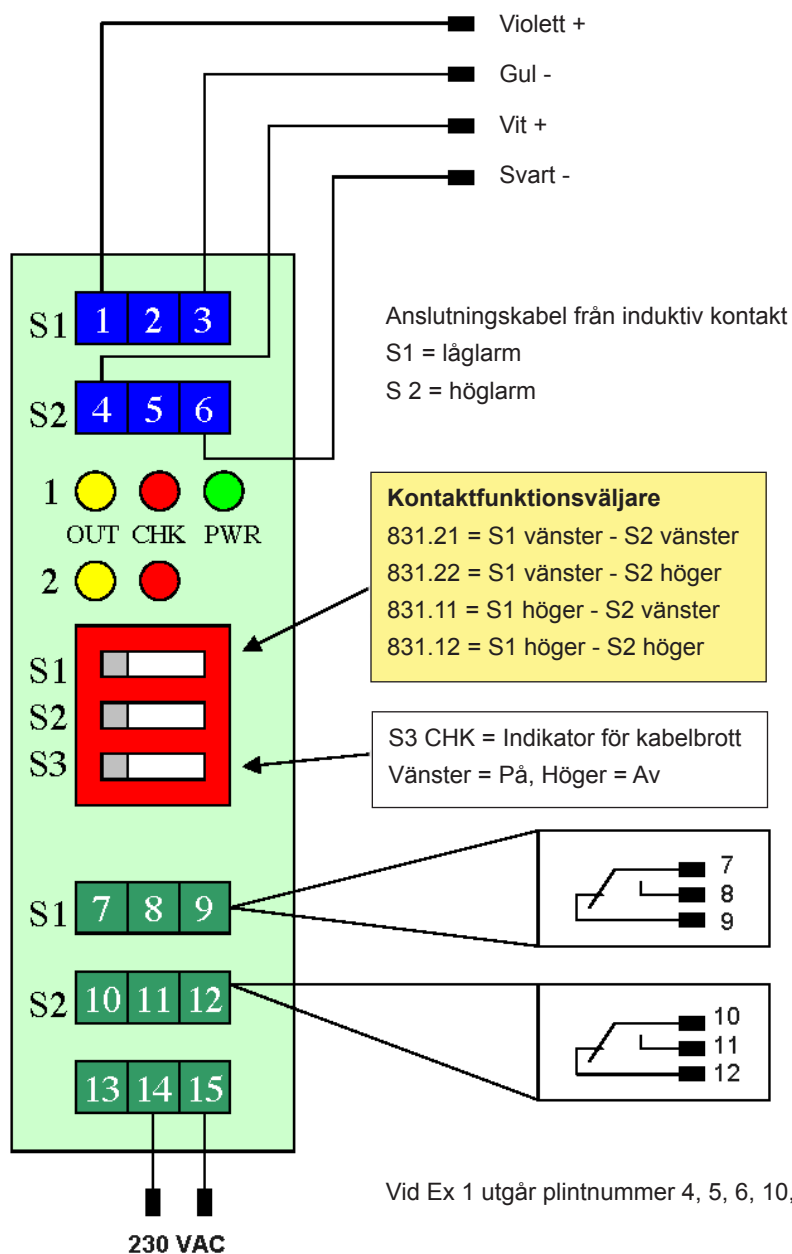 Violett +
Gul -
Vit +
Svart -
S1 1 2 3
Anslutningskabel från induktiv kontakt
S1 = låglarm
S 2 = höglarm
S2 4 5 6
1
OUT CHK PWR
2
Kontaktfunktionsväljare
831.21 = S1 vänster - S2 vänster
831.22 = S1 vänster - S2 höger
831.11 = S1 höger - S2 vänster
831.12 = S1 höger - S2 höger
S1
S2
S3
S3 CHK = Indikator för kabelbrott
Vänster = På, Höger = Av
S1 7 8 9
7
8
9
S2 10 11 12
10
11
12
13 14 15
Vid Ex 1 utgår plintnummer 4, 5, 6, 10,
230 VAC